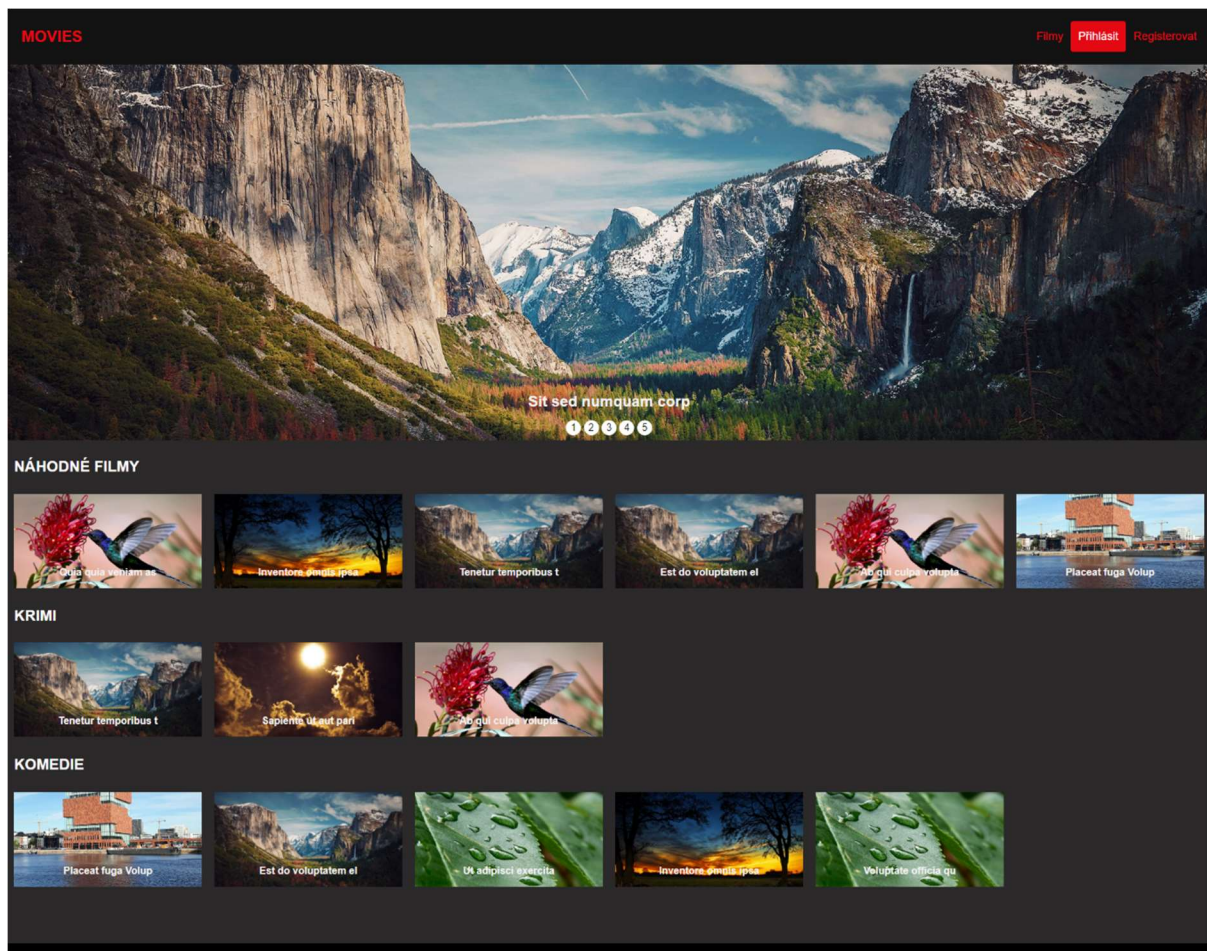 MOVIES
Filmy Přihlásit Registerovat
Sit sed numquam corp
1 2 3 4 5
NÁHODNÉ FILMY
Quia quia veniam as
Inventore omnis ipsa
Tenetur temporibus t
Est do voluptatem el
Ab qui culpa volupta
Placeat fuga Volup
KRIMI
Tenetur temporibus t
Sapiente ut aut pari
Ab qui culpa volupta
KOMEDIE
Placeat fuga Volup
Est do voluptatem el
Ut adipisci exercita
Inventore omnis ipsa
Voluptate officia qu